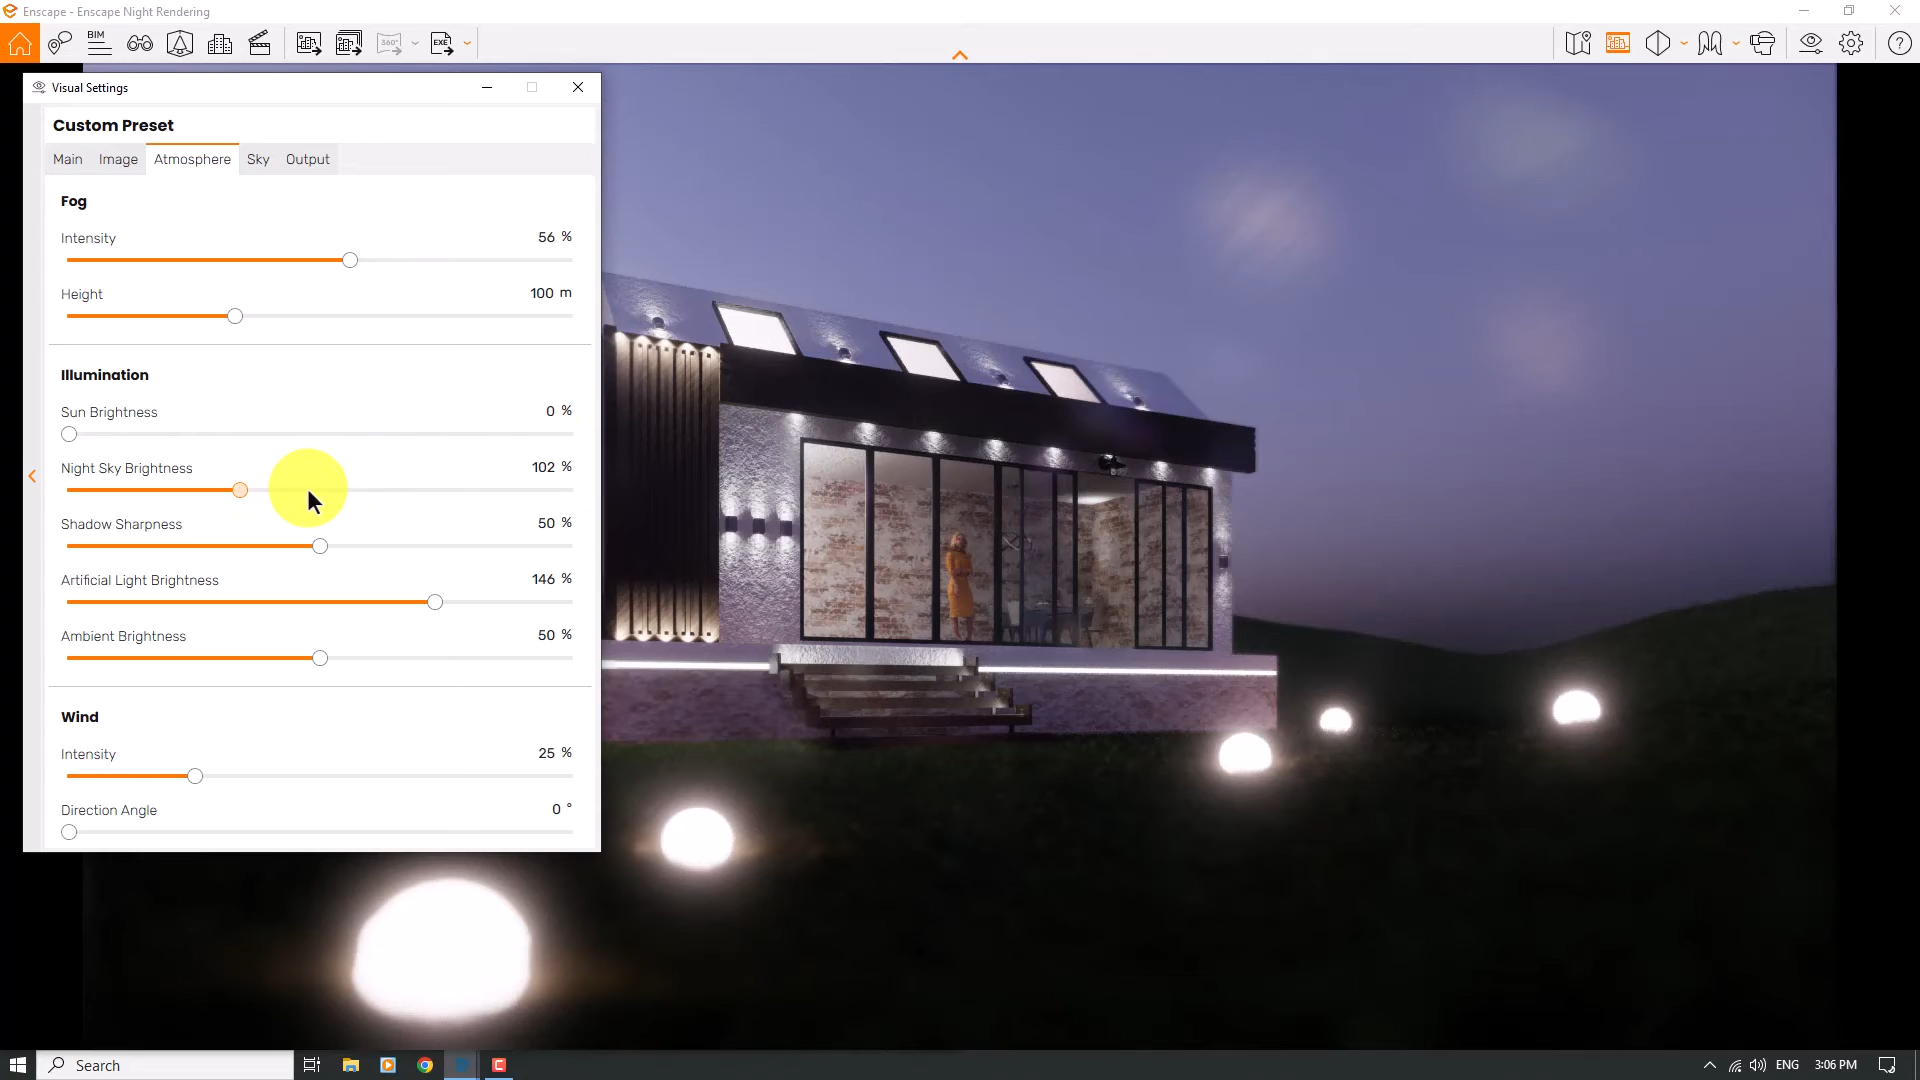 Enscape - Enscape Night Rendering
BIM
360°
EXE
?
Visual Settings
Custom Preset
Main Image Atmosphere Sky Output
Fog
Intensity 56 %
Height 100 m
Illumination
Sun Brightness 0 %
Night Sky Brightness 102 %
Shadow Sharpness 50 %
Artificial Light Brightness 146 %
Ambient Brightness 50 %
Wind
Intensity 25 %
Direction Angle 0 °
Search
ENG 3:06 PM